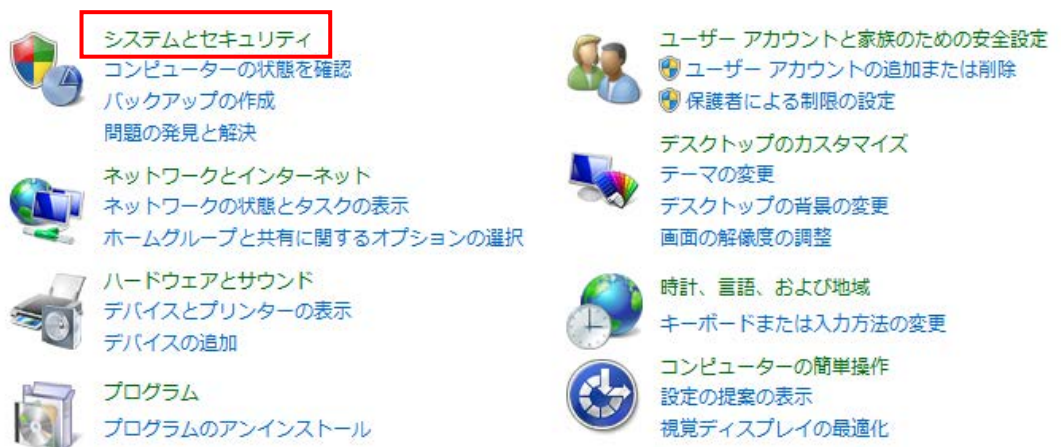 システムとセキュリティ
コンピューターの状態を確認
バックアップの作成
問題の発見と解決
ネットワークとインターネット
ネットワークの状態とタスクの表示
ホームグループと共有に関するオプションの選択
ハードウェアとサウンド
デバイスとプリンターの表示
デバイスの追加
プログラム
プログラムのアンインストール
ユーザー アカウントと家族のための安全設定
ユーザー アカウントの追加または削除
保護者による制限の設定
デスクトップのカスタマイズ
テーマの変更
デスクトップの背景の変更
画面の解像度の調整
時計、言語、および地域
キーボードまたは入力方法の変更
コンピューターの簡単操作
設定の提案の表示
視覚ディスプレイの最適化